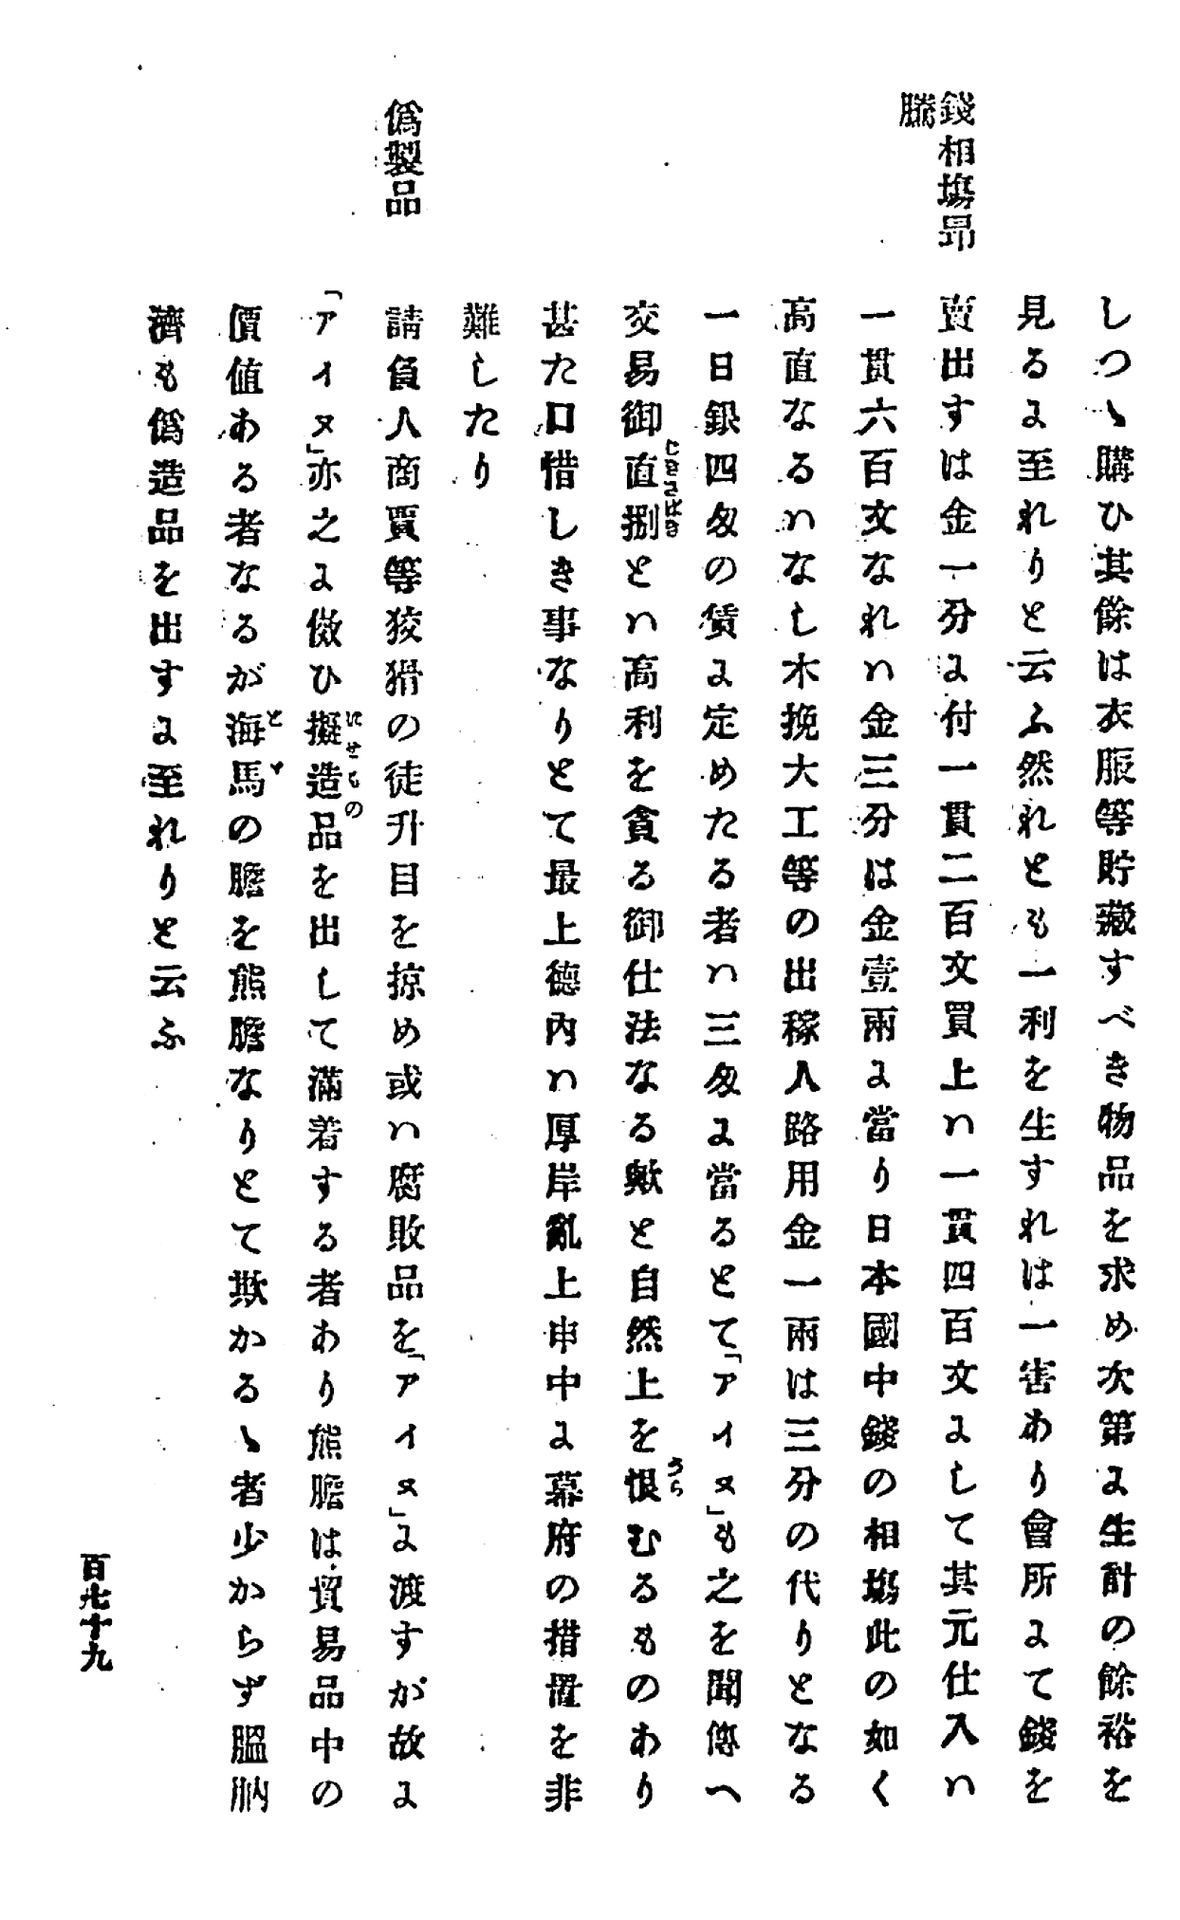 しつゝ購ひ其餘は衣服等貯藏すべき物品を求め次第に生計の餘裕を
見るに至れりと云ふ然れとも一利を生すれは一害あり會所にて錢を
錢相塲昻
騰
賣出すは金一分に付一貫二百文買上ハ一貫四百文にして其元仕入ハ
一貫六百文なれハ金三分は金壹兩に當り日本國中錢の相塲此の如く
高直なるハなし木挽大工等の出稼人路用金一兩は三分の代りとなる
一日銀四匁の賃に定めたる者ハ三匁に當るとて「アイヌ」も之を聞傳へ
交易御直捌とハ高利を貪る御仕法なる歟と自然上を恨むるものあり
甚た口惜しき事なりとて最上德內ハ厚岸亂上申中に幕府の措置を非
難したり
僞製品
請負人商賈等狡猾の徒升目を掠め或ハ腐敗品を「アイヌ」に渡すが故に
「アイヌ」亦之に傚ひ擬造品を出して滿着する者あり熊膽は貿易品中の
價値ある者なるが海馬の膽を熊膽なりとて欺かるゝ者少からず膃肭
濟も僞造品を出すに至れりと云ふ
百七十九